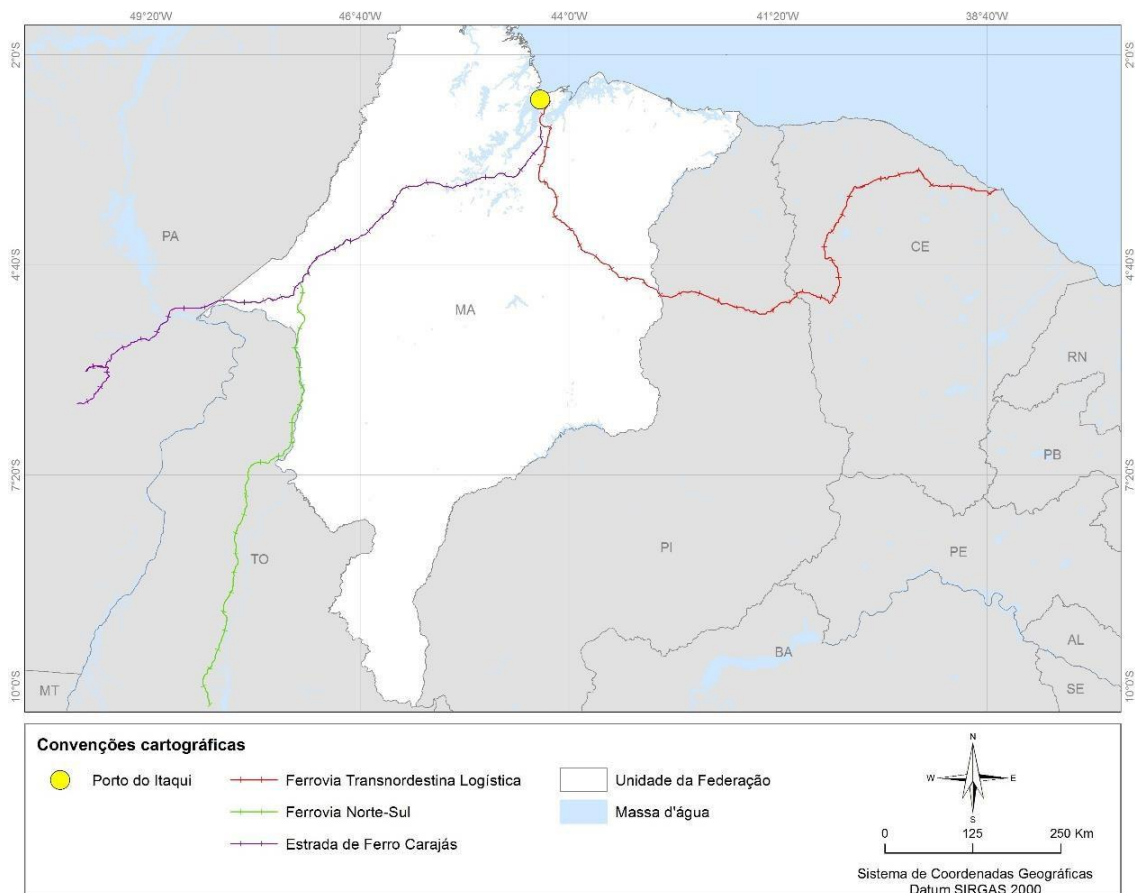 49°20'W 46°40'W 44°0'W 41°20'W 38°40'W
2°0'S 2°0'S
PA
CE
4°40'S 4°40'S
MA
RN
PB
7°20'S 7°20'S
PI
PE
TO
AL
BA
SE
MT
10°0'S 10°0'S
Convenções cartográficas
Porto do Itaqui
Ferrovia Transnordestina Logística
Ferrovia Norte-Sul
Estrada de Ferro Carajás
Unidade da Federação
Massa d'água
N
W E
S
0 125 250 Km
Sistema de Coordenadas Geográficas
Datum SIRGAS 2000